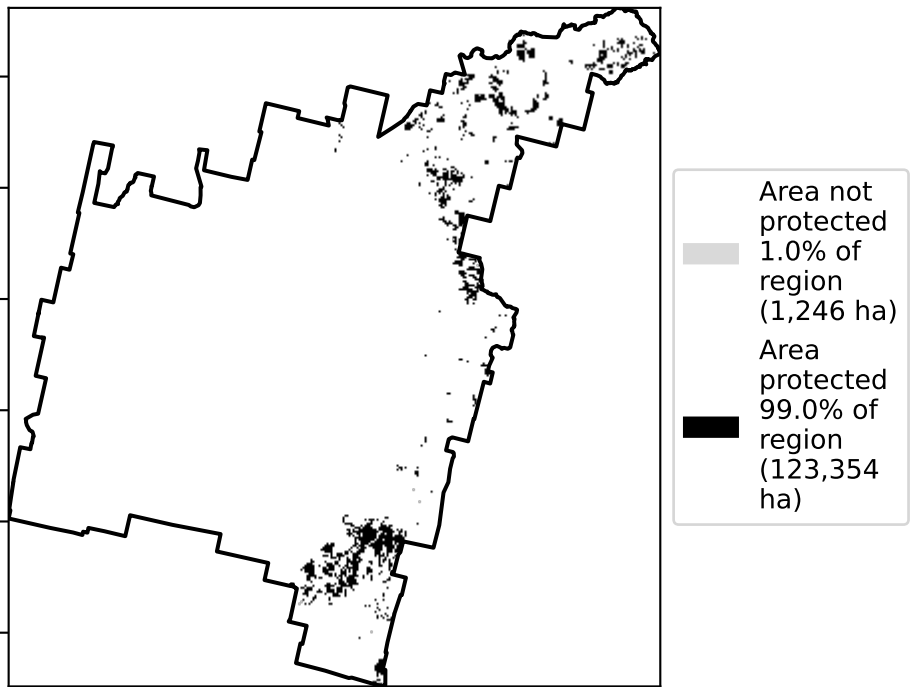 Area not
protected
1.0% of
region
(1,246 ha)
Area
protected
99.0% of
region
(123,354
ha)